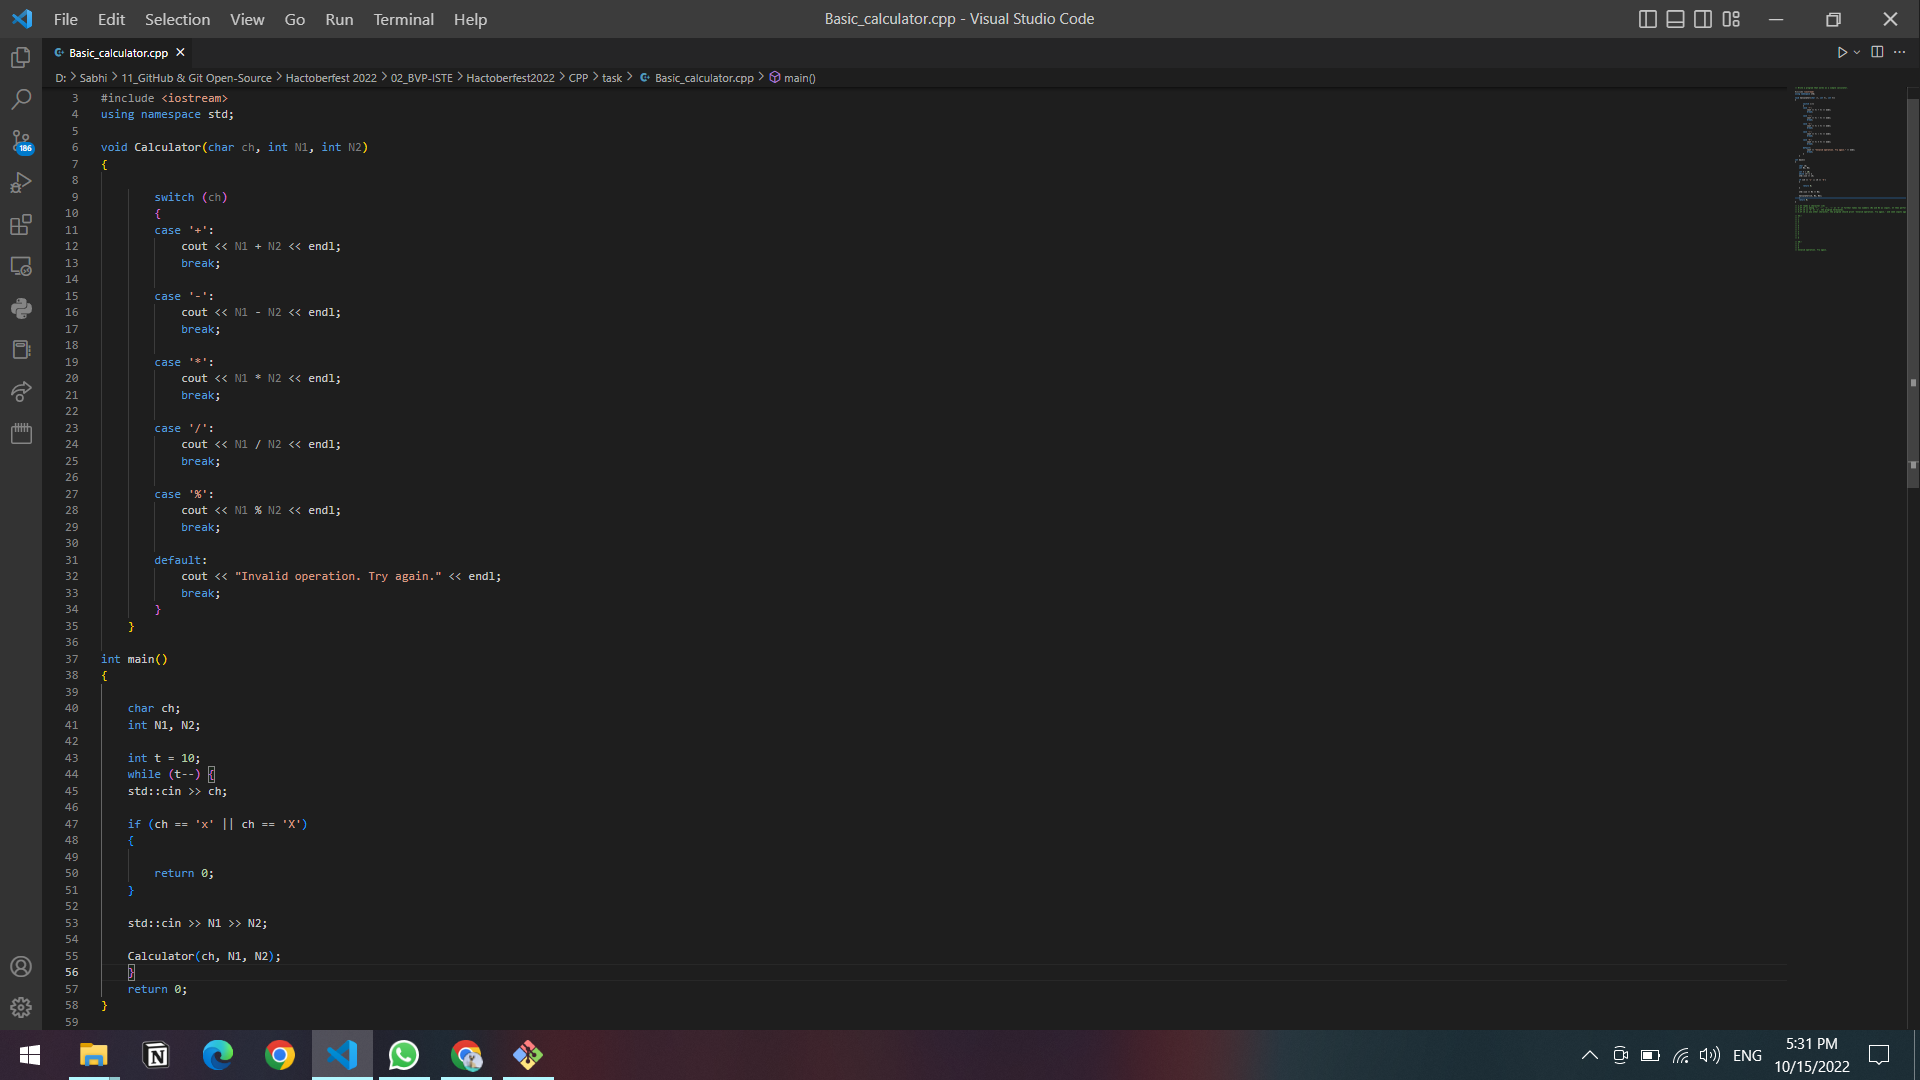 File Edit Selection View Go Run Terminal Help
Basic_calculator.cpp - Visual Studio Code
Basic_calculator.cpp
D: > Sabhi > 11_GitHub & Git Open-Source > Hactoberfest 2022 > 02_BVP-ISTE > Hactoberfest2022 > CPP > task > Basic_calculator.cpp > main()
3 #include <iostream>
4 using namespace std;
5
6 void Calculator(char ch, int N1, int N2)
7 {
8
9 switch (ch)
10 {
11 case '+':
12 cout << N1 + N2 << endl;
13 break;
14
15 case '-':
16 cout << N1 - N2 << endl;
17 break;
18
19 case '*':
20 cout << N1 * N2 << endl;
21 break;
22
23 case '/':
24 cout << N1 / N2 << endl;
25 break;
26
27 case '%':
28 cout << N1 % N2 << endl;
29 break;
30
31 default:
32 cout << "Invalid operation. Try again." << endl;
33 break;
34 }
35 }
36
37 int main()
38 {
39
40 char ch;
41 int N1, N2;
42
43 int t = 10;
44 while (t--) {
45 std::cin >> ch;
46
47 if (ch == 'x' || ch == 'X')
48 {
49
50 return 0;
51 }
52
53 std::cin >> N1 >> N2;
54
55 Calculator(ch, N1, N2);
56 }
57 return 0;
58 }
59
186
ENG
5:31 PM
10/15/2022